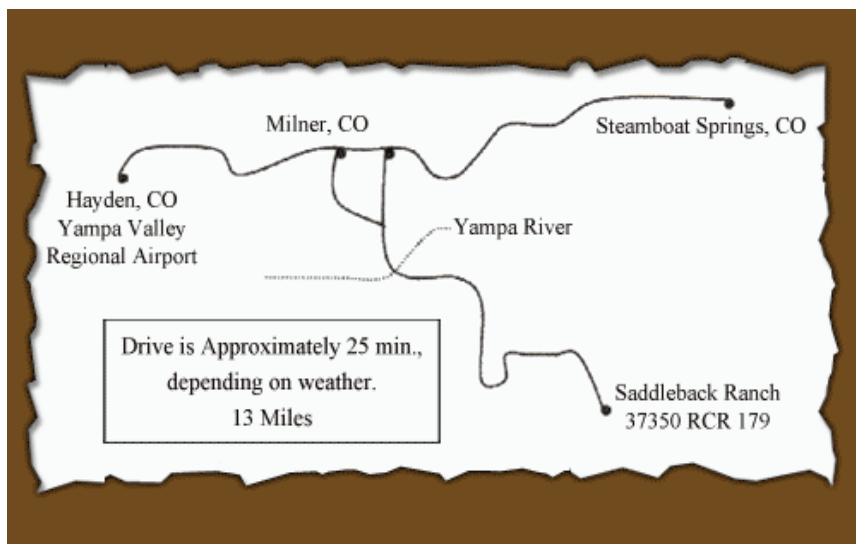 Milner, CO
Steamboat Springs, CO
Hayden, CO
Yampa Valley
Regional Airport
Yampa River
Drive is Approximately 25 min.,
depending on weather.
13 Miles
Saddleback Ranch
37350 RCR 179